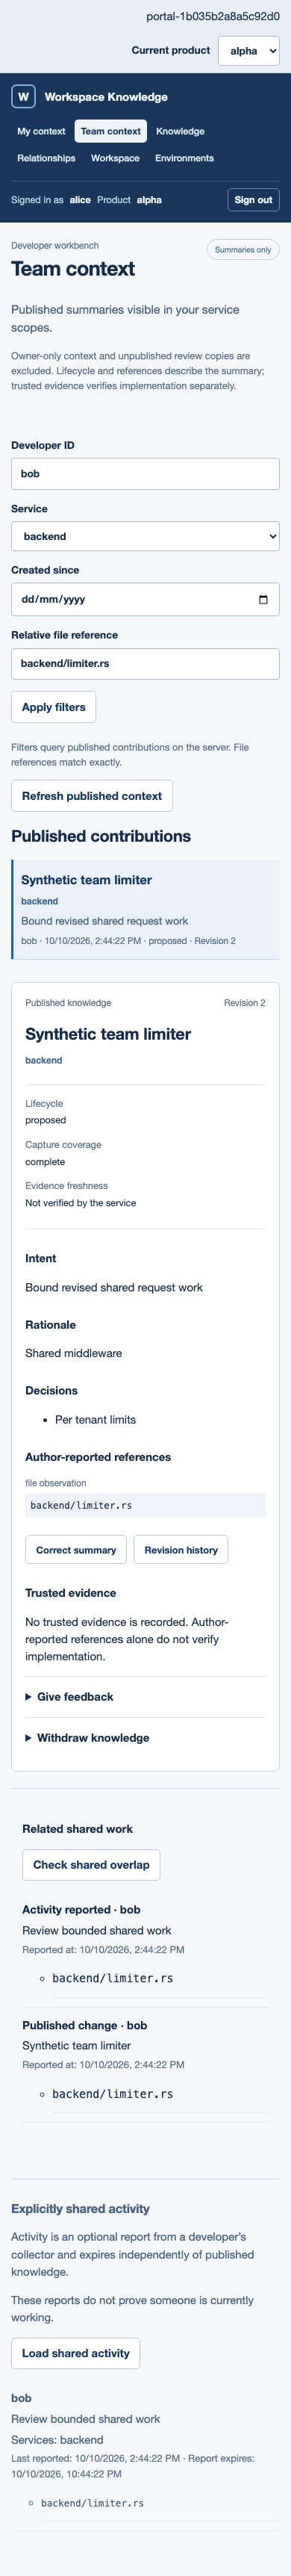 portal-1b035b2a8a5c92d0
Current product alpha
W Workspace Knowledge
My context Team context Knowledge
Relationships Workspace Environments
Signed in as alice Product alpha Sign out
Developer workbench Summaries only
Team context
Published summaries visible in your service
scopes.
Owner-only context and unpublished review copies are
excluded. Lifecycle and references describe the summary;
trusted evidence verifies implementation separately.
Developer ID
bob
Service
backend
Created since
dd/mm/yyyy
Relative file reference
backend/limiter.rs
Apply filters
Filters query published contributions on the server. File
references match exactly.
Refresh published context
Published contributions
Synthetic team limiter
backend
Bound revised shared request work
bob · 10/10/2026, 2:44:22 PM · proposed · Revision 2
Published knowledge Revision 2
Synthetic team limiter
backend
Lifecycle
proposed
Capture coverage
complete
Evidence freshness
Not verified by the service
Intent
Bound revised shared request work
Rationale
Shared middleware
Decisions
• Per tenant limits
Author-reported references
file observation
backend/limiter.rs
Correct summary Revision history
Trusted evidence
No trusted evidence is recorded. Author-
reported references alone do not verify
implementation.
▶ Give feedback
▶ Withdraw knowledge
Related shared work
Check shared overlap
Activity reported · bob
Review bounded shared work
Reported at: 10/10/2026, 2:44:22 PM
backend/limiter.rs
Published change · bob
Synthetic team limiter
Reported at: 10/10/2026, 2:44:22 PM
backend/limiter.rs
Explicitly shared activity
Activity is an optional report from a developer’s
collector and expires independently of published
knowledge.
These reports do not prove someone is currently
working.
Load shared activity
bob
Review bounded shared work
Services: backend
Last reported: 10/10/2026, 2:44:22 PM · Report expires:
10/10/2026, 10:44:22 PM
backend/limiter.rs